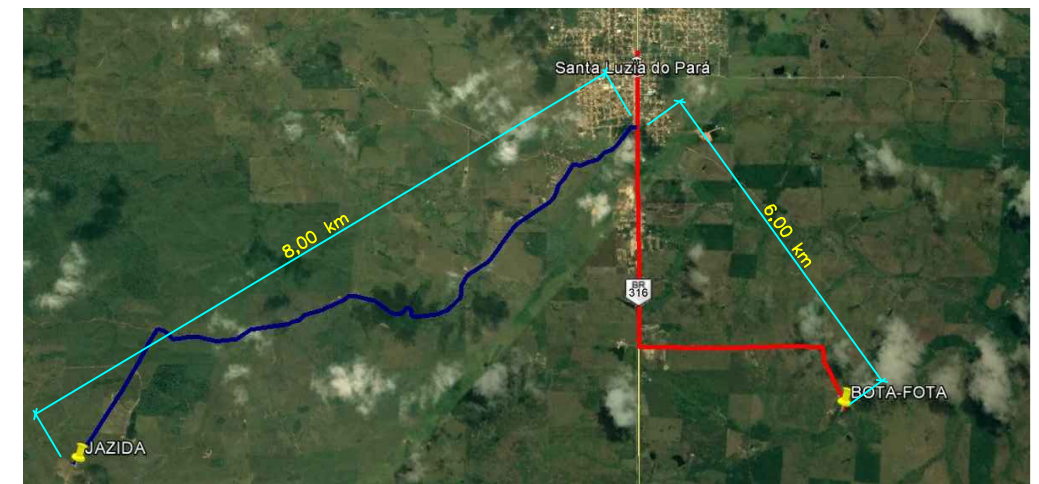 Santa Luzia do Pará
8,00 km
6,00 km
BR
316
BOTA-FOTA
JAZIDA